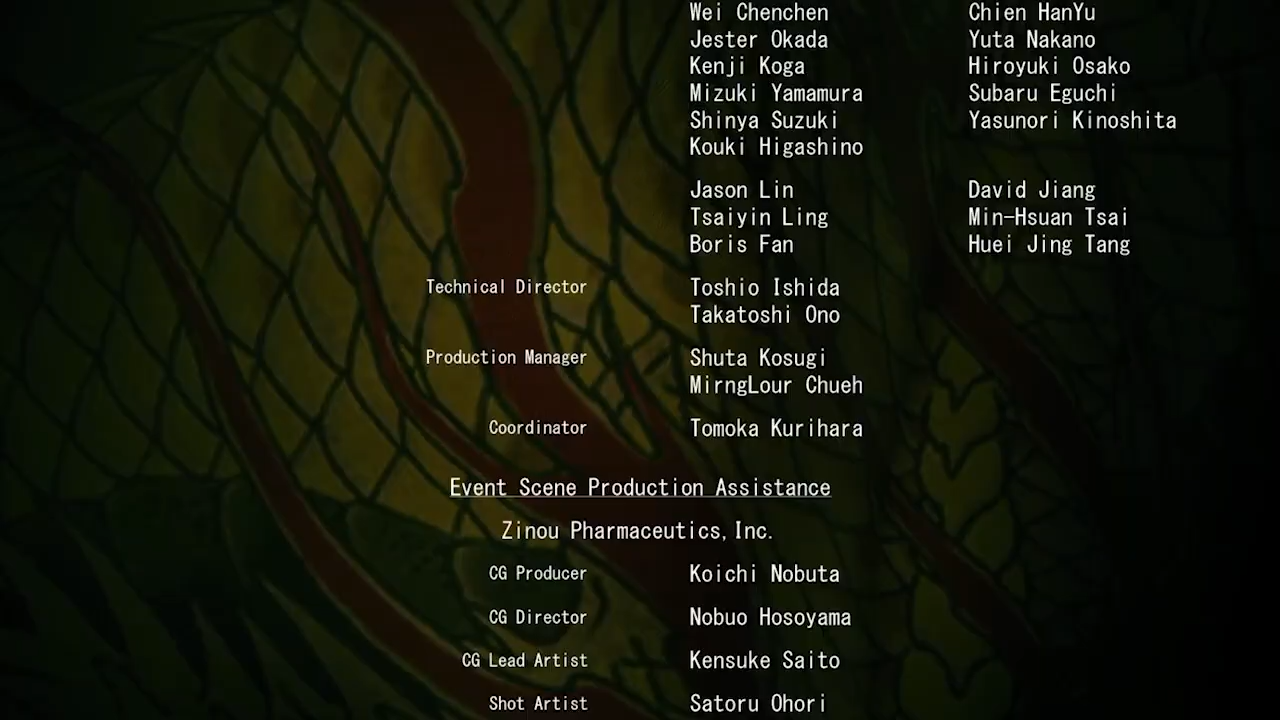 Wei Chenchen Chien HanYu
Jester Okada Yuta Nakano
Kenji Koga Hiroyuki Osako
Mizuki Yamamura Subaru Eguchi
Shinya Suzuki Yasunori Kinoshita
Kouki Higashino
Jason Lin David Jiang
Tsaiyin Ling Min-Hsuan Tsai
Boris Fan Huei Jing Tang
Technical Director Toshio Ishida
Takatoshi Ono
Production Manager Shuta Kosugi
MirngLour Chueh
Coordinator Tomoka Kurihara
Event Scene Production Assistance
Zinou Pharmaceutics,Inc.
CG Producer Koichi Nobuta
CG Director Nobuo Hosoyama
CG Lead Artist Kensuke Saito
Shot Artist Satoru Ohori